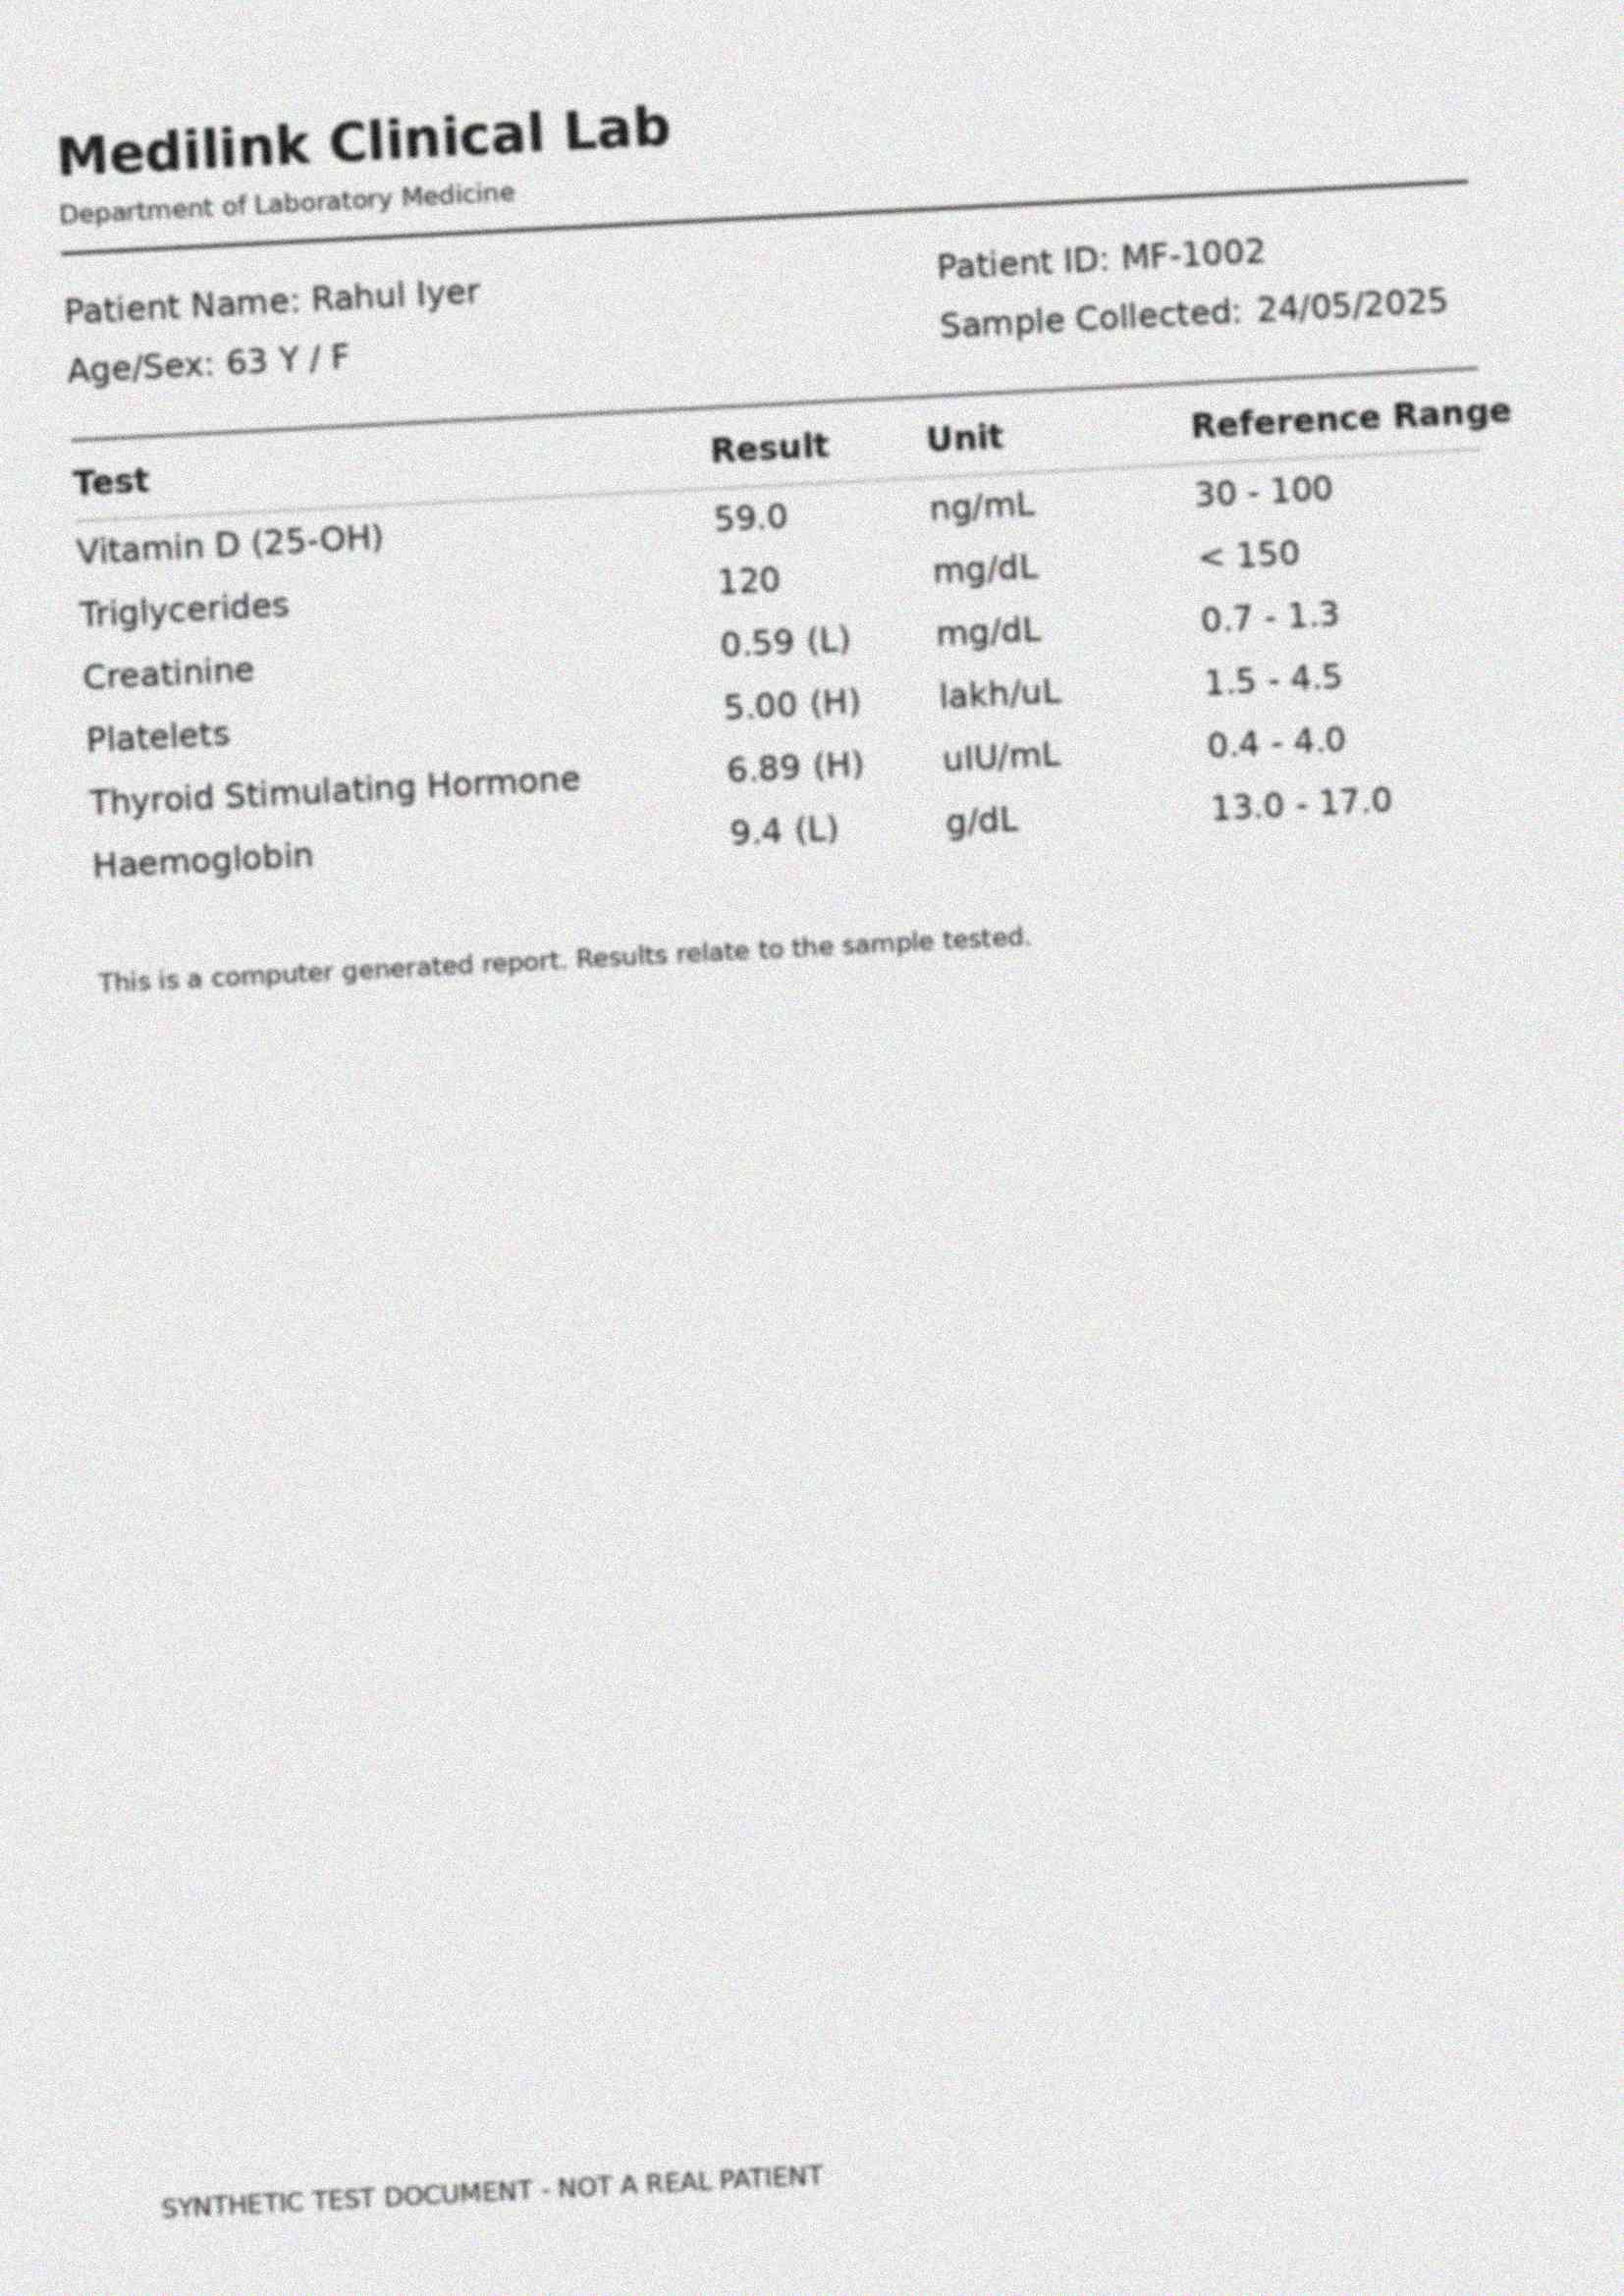 Medilink Clinical Lab
Department of Laboratory Medicine
Patient Name: Rahul Iyer Patient ID: MF-1002
Age/Sex: 63 Y / F Sample Collected: 24/05/2025
Test Result Unit Reference Range
Vitamin D (25-OH) 59.0 ng/mL 30 - 100
Triglycerides 120 mg/dL < 150
Creatinine 0.59 (L) mg/dL 0.7 - 1.3
Platelets 5.00 (H) lakh/uL 1.5 - 4.5
Thyroid Stimulating Hormone 6.89 (H) uIU/mL 0.4 - 4.0
Haemoglobin 9.4 (L) g/dL 13.0 - 17.0
This is a computer generated report. Results relate to the sample tested.
SYNTHETIC TEST DOCUMENT - NOT A REAL PATIENT